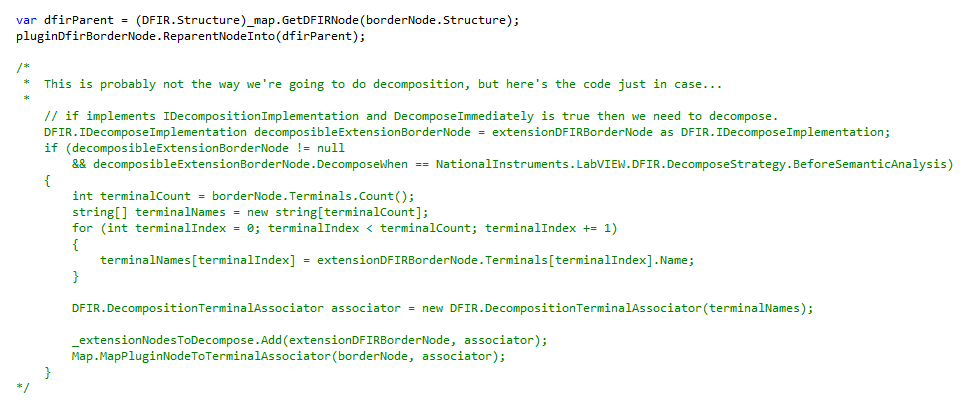 var dfirParent = (DFIR.Structure)_map.GetDFIRNode(borderNode.Structure);
pluginDfirBorderNode.ReparentNodeInto(dfirParent);

/*
 *  This is probably not the way we're going to do decomposition, but here's the code just in case...
 *
    // if implements IDecompositionImplementation and DecomposeImmediately is true then we need to decompose.
    DFIR.IDecomposeImplementation decomposibleExtensionBorderNode = extensionDFIRBorderNode as DFIR.IDecomposeImplementation;
    if (decomposibleExtensionBorderNode != null
        && decomposibleExtensionBorderNode.DecomposeWhen == NationalInstruments.LabVIEW.DFIR.DecomposeStrategy.BeforeSemanticAnalysis)
    {
        int terminalCount = borderNode.Terminals.Count();
        string[] terminalNames = new string[terminalCount];
        for (int terminalIndex = 0; terminalIndex < terminalCount; terminalIndex += 1)
        {
            terminalNames[terminalIndex] = extensionDFIRBorderNode.Terminals[terminalIndex].Name;
        }

        DFIR.DecompositionTerminalAssociator associator = new DFIR.DecompositionTerminalAssociator(terminalNames);

        _extensionNodesToDecompose.Add(extensionDFIRBorderNode, associator);
        Map.MapPluginNodeToTerminalAssociator(borderNode, associator);
    }
*/